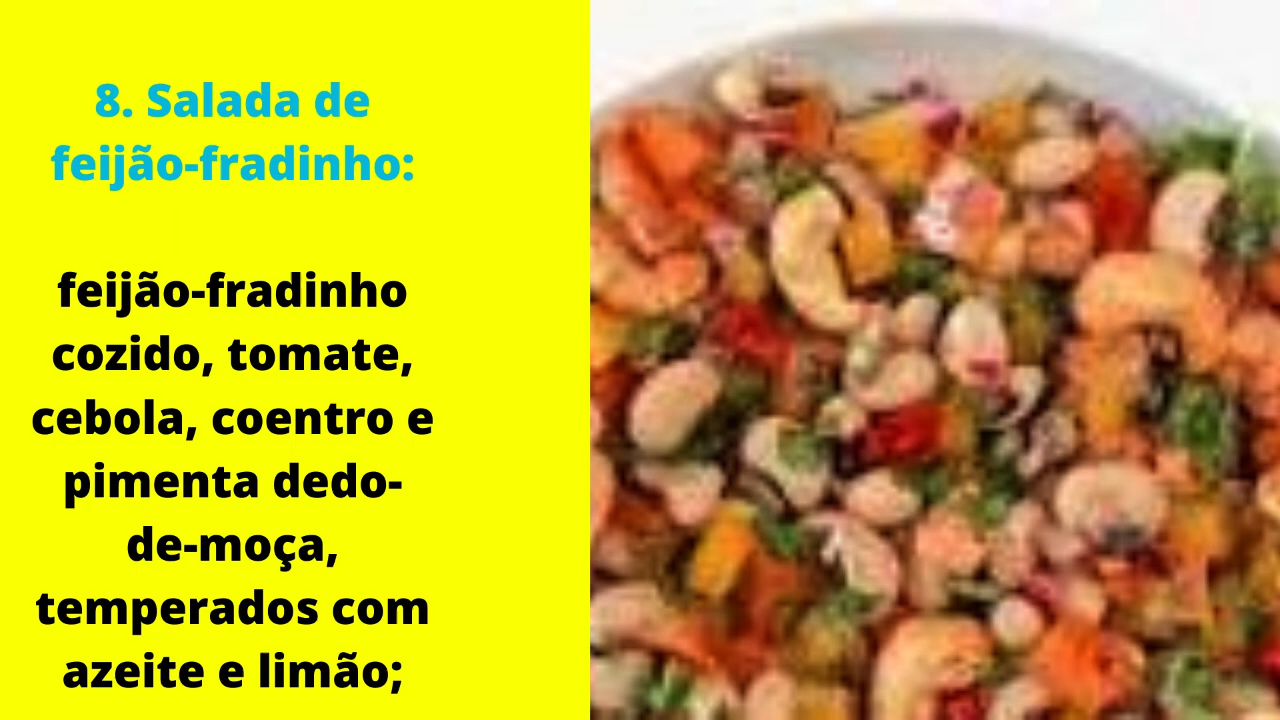 8. Salada de
feijão-fradinho:
feijão-fradinho
cozido, tomate,
cebola, coentro e
pimenta dedo-
de-moça,
temperados com
azeite e limão;